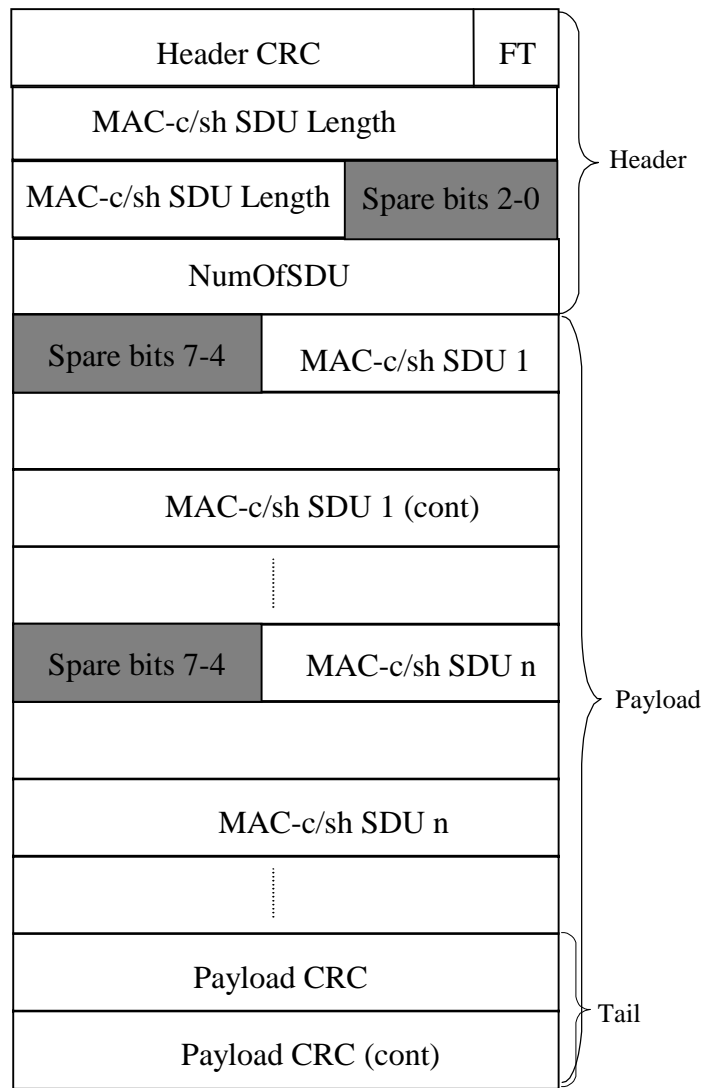 Header CRC FT
MAC-c/sh SDU Length
Header
MAC-c/sh SDU Length Spare bits 2-0
NumOfSDU
Spare bits 7-4 MAC-c/sh SDU 1
MAC-c/sh SDU 1 (cont)
Spare bits 7-4 MAC-c/sh SDU n
Payload
MAC-c/sh SDU n
Payload CRC
Tail
Payload CRC (cont)